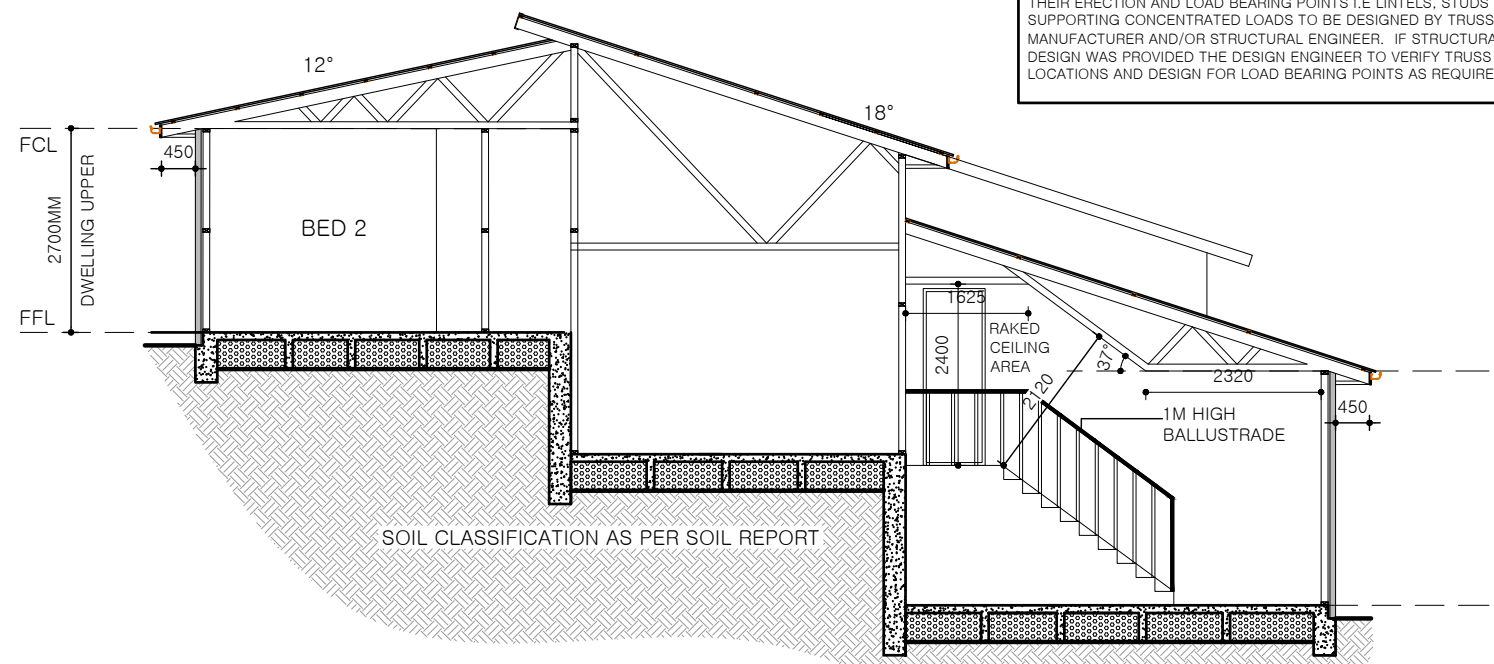 THEIR ERECTION AND LOAD BEARING POINTS I.E LINTELS, STUDS
SUPPORTING CONCENTRATED LOADS TO BE DESIGNED BY TRUSS
MANUFACTURER AND/OR STRUCTURAL ENGINEER. IF STRUCTURA
DESIGN WAS PROVIDED THE DESIGN ENGINEER TO VERIFY TRUSS
LOCATIONS AND DESIGN FOR LOAD BEARING POINTS AS REQUIRE
12°
18°
FCL
450
2700MM
DWELLING UPPER
BED 2
FFL
1625
RAKED
CEILING
AREA
2400
2120
37°
2320
450
1M HIGH
BALLUSTRADE
SOIL CLASSIFICATION AS PER SOIL REPORT